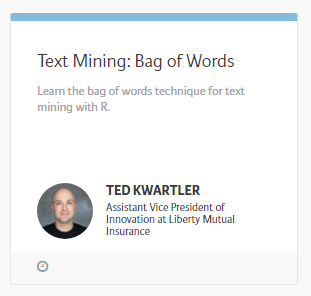 Text Mining: Bag of Words
Learn the bag of words technique for text
mining with R.
TED KWARTLER
Assistant Vice President of
Innovation at Liberty Mutual
Insurance